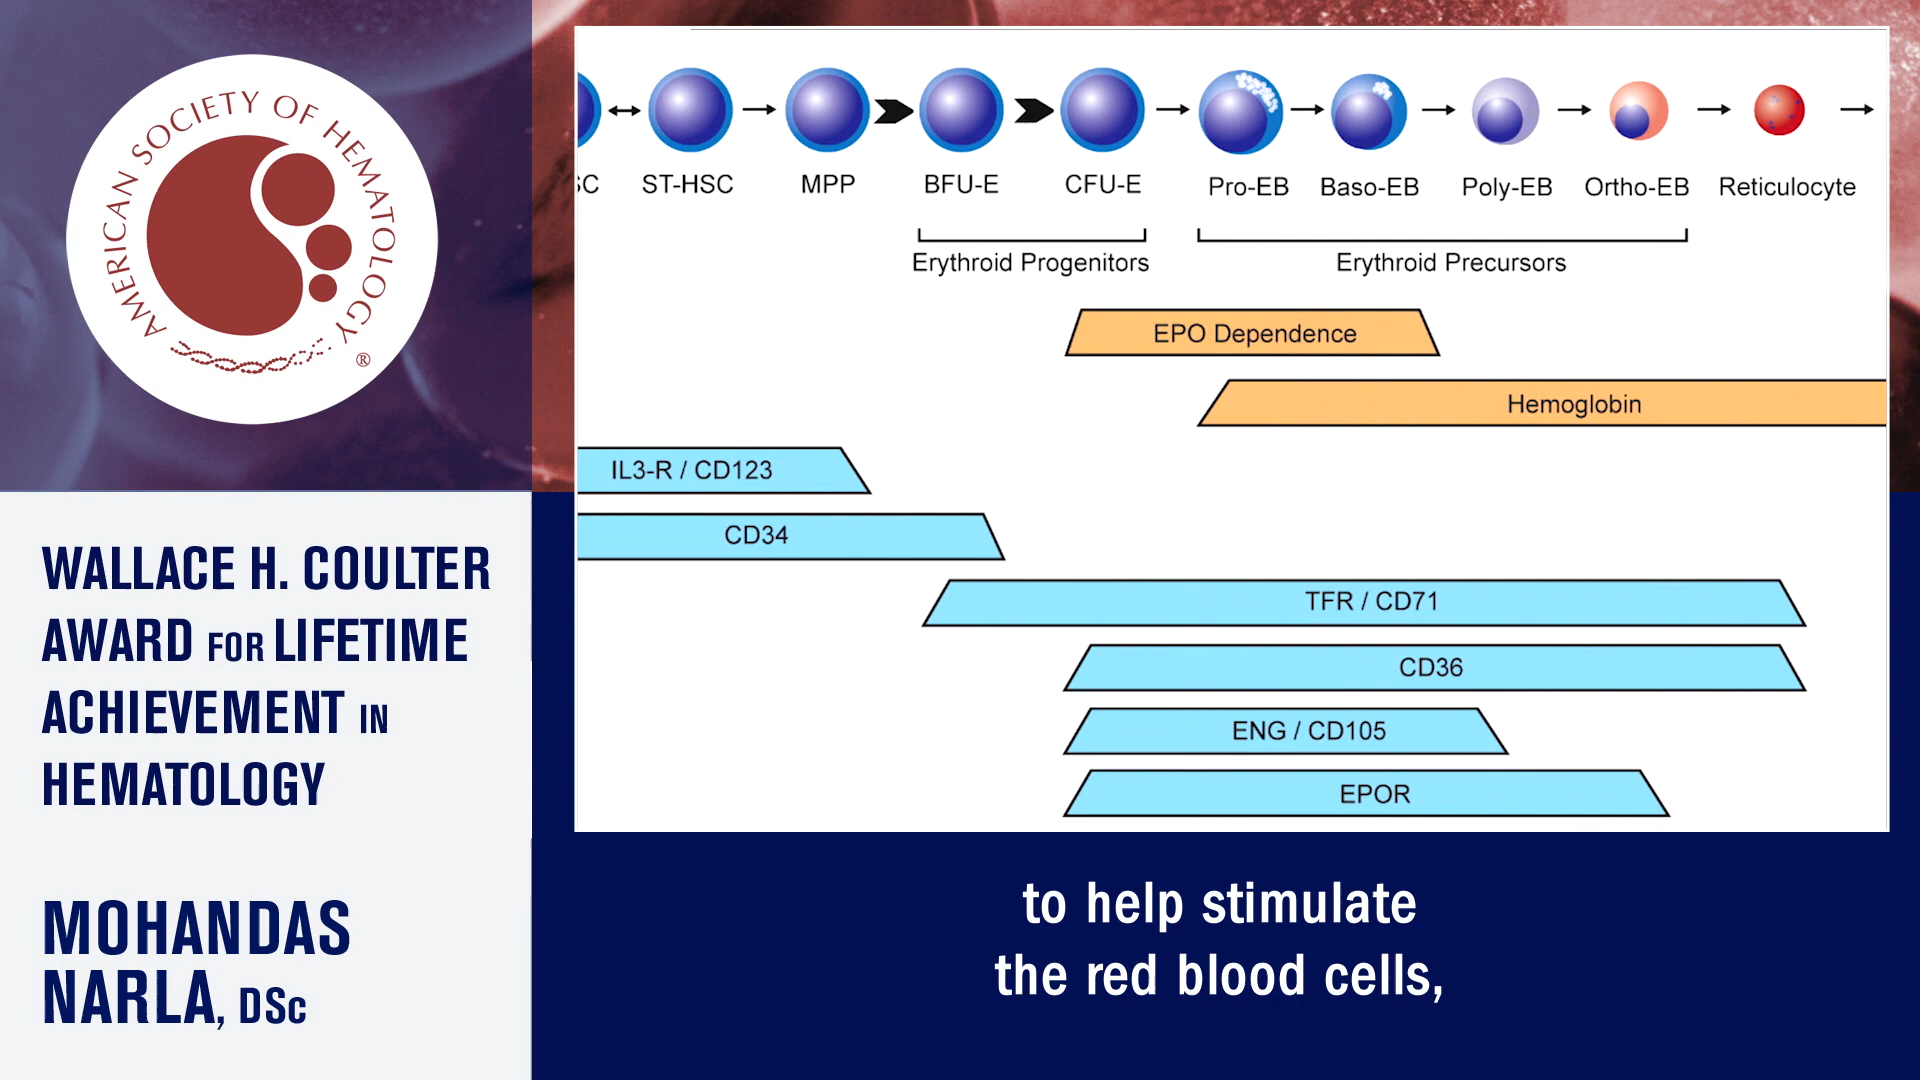 AMERICAN SOCIETY OF HEMATOLOGY ®
WALLACE H. COULTER
AWARD FOR LIFETIME
ACHIEVEMENT IN
HEMATOLOGY
MOHANDAS
NARLA, DSc
SC ST-HSC MPP BFU-E CFU-E Pro-EB Baso-EB Poly-EB Ortho-EB Reticulocyte
Erythroid Progenitors Erythroid Precursors
EPO Dependence
Hemoglobin
IL3-R / CD123
CD34
TFR / CD71
CD36
ENG / CD105
EPOR
to help stimulate
the red blood cells,